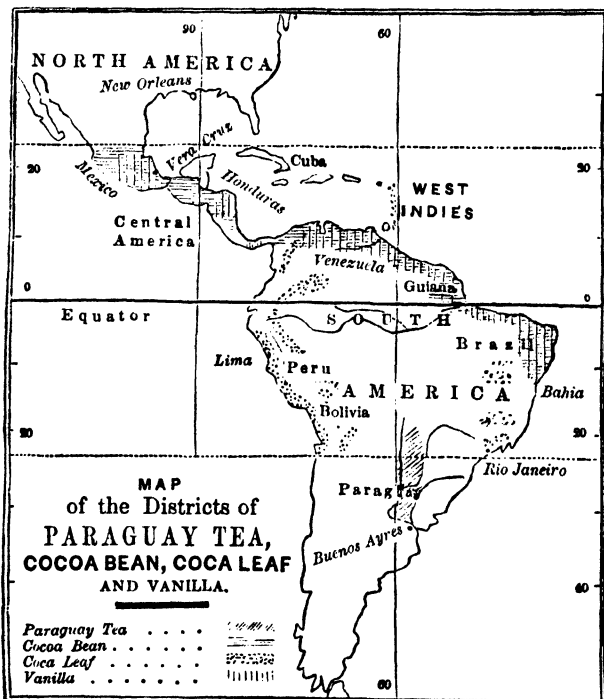 90
60
NORTH AMERICA
New Orleans
Vera Cruz
20
Mexico
Honduras
Cuba
20
WEST
INDIES
Central
America
Venezuela
Guiana
0
0
Equator
SOUTH
Brazil
Lima
Peru
AMERICA
Bahia
Bolivia
20
20
Rio Janeiro
Paraguay
Buenos Ayres
40
60
MAP
of the Districts of
PARAGUAY TEA,
COCOA BEAN, COCA LEAF
AND VANILLA.
Paraguay Tea . . . .
Cocoa Bean . . . . . .
Coca Leaf . . . . . .
Vanilla . . . . . . .